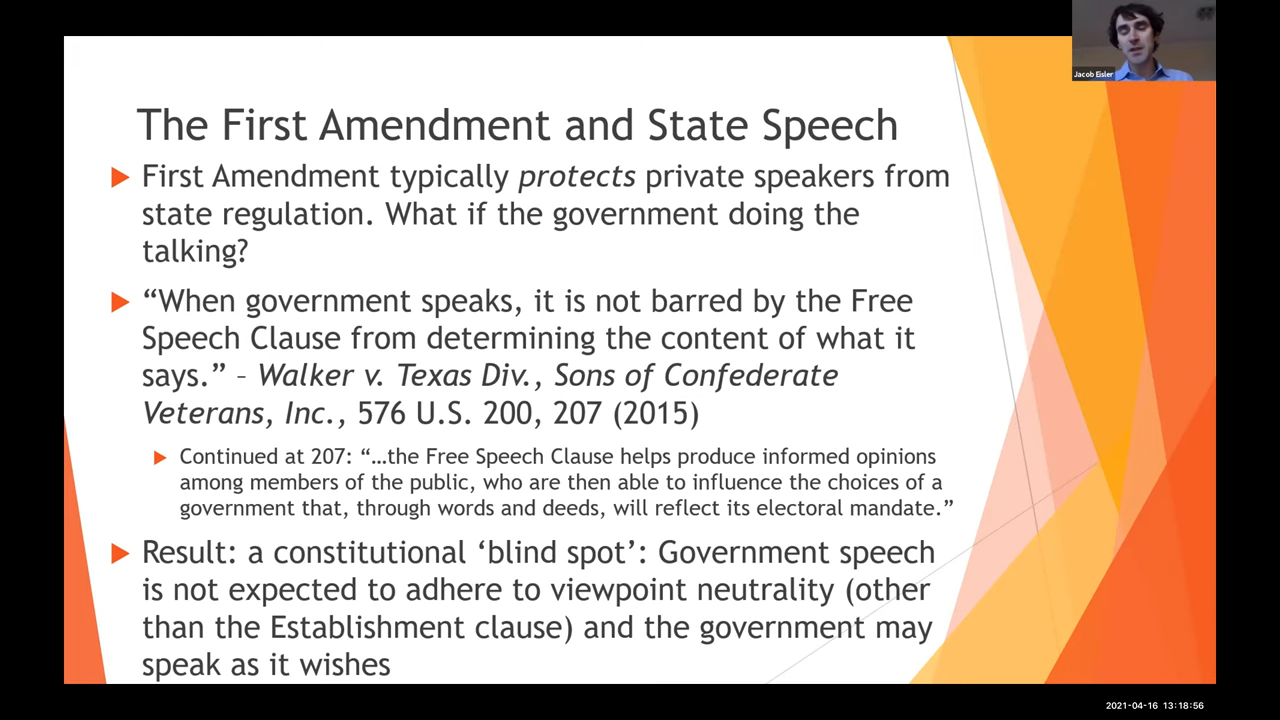 Jacob Eisler
The First Amendment and State Speech
First Amendment typically protects private speakers from
state regulation. What if the government doing the
talking?
“When government speaks, it is not barred by the Free
Speech Clause from determining the content of what it
says.” – Walker v. Texas Div., Sons of Confederate
Veterans, Inc., 576 U.S. 200, 207 (2015)
Continued at 207: “…the Free Speech Clause helps produce informed opinions
among members of the public, who are then able to influence the choices of a
government that, through words and deeds, will reflect its electoral mandate.”
Result: a constitutional ‘blind spot’: Government speech
is not expected to adhere to viewpoint neutrality (other
than the Establishment clause) and the government may
speak as it wishes
2021-04-16 13:18:56